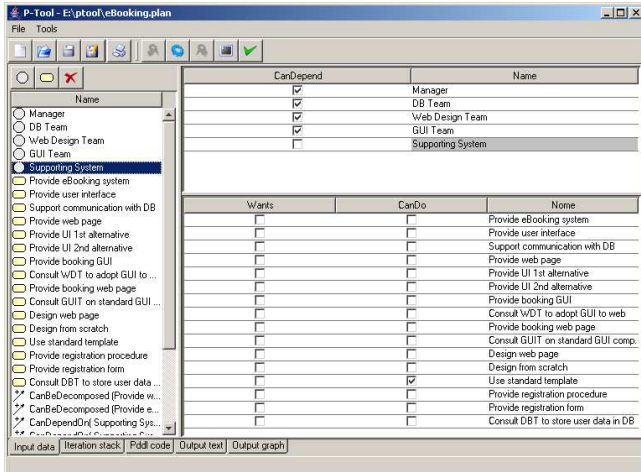 P-Tool - E:\ptool\eBooking.plan
File Tools
Name
Manager
DB Team
Web Design Team
GUI Team
Supporting System
Provide eBooking system
Provide user interface
Support communication with DB
Provide web page
Provide UI 1st alternative
Provide UI 2nd alternative
Provide booking GUI
Consult WDT to adopt GUI to ...
Provide booking web page
Consult GUIT on standard GUI ...
Design web page
Design from scratch
Use standard template
Provide registration procedure
Provide registration form
Consult DBT to store user data ...
CanBeDecomposed (Provide w...
CanBeDecomposed (Provide e...
CanDependOn( Supporting Sys...
CanDepend Name
Manager
DB Team
Web Design Team
GUI Team
Supporting System
Wants CanDo Nome
Provide eBooking system
Provide user interface
Support communication with DB
Provide web page
Provide UI 1st alternative
Provide UI 2nd alternative
Provide booking GUI
Consult WDT to adopt GUI to web
Provide booking web page
Consult GUIT on standard GUI comp.
Design web page
Design from scratch
Use standard template
Provide registration procedure
Provide registration form
Consult DBT to store user data in DB
Input data Iteration stack Pddl code Output text Output graph